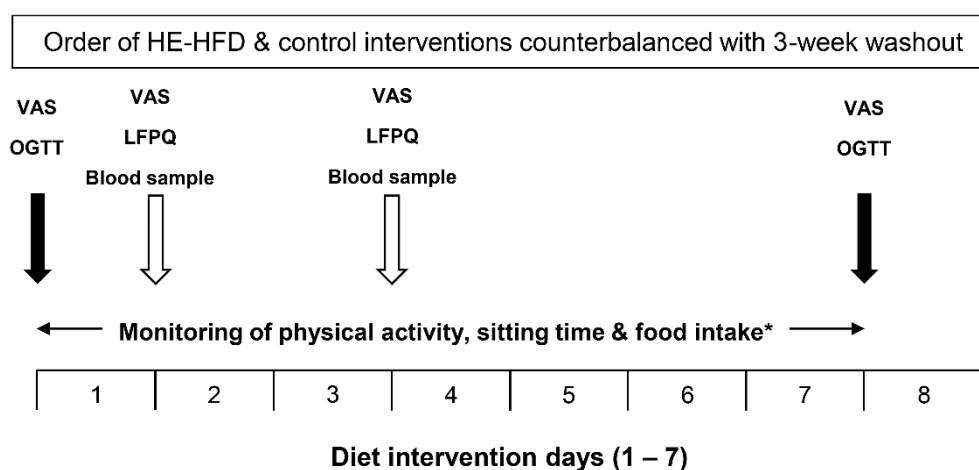 Order of HE-HFD & control interventions counterbalanced with 3-week washout
VAS
OGTT
VAS
LFPQ
Blood sample
VAS
LFPQ
Blood sample
VAS
OGTT
Monitoring of physical activity, sitting time & food intake*
1 2 3 4 5 6 7 8
Diet intervention days (1 – 7)